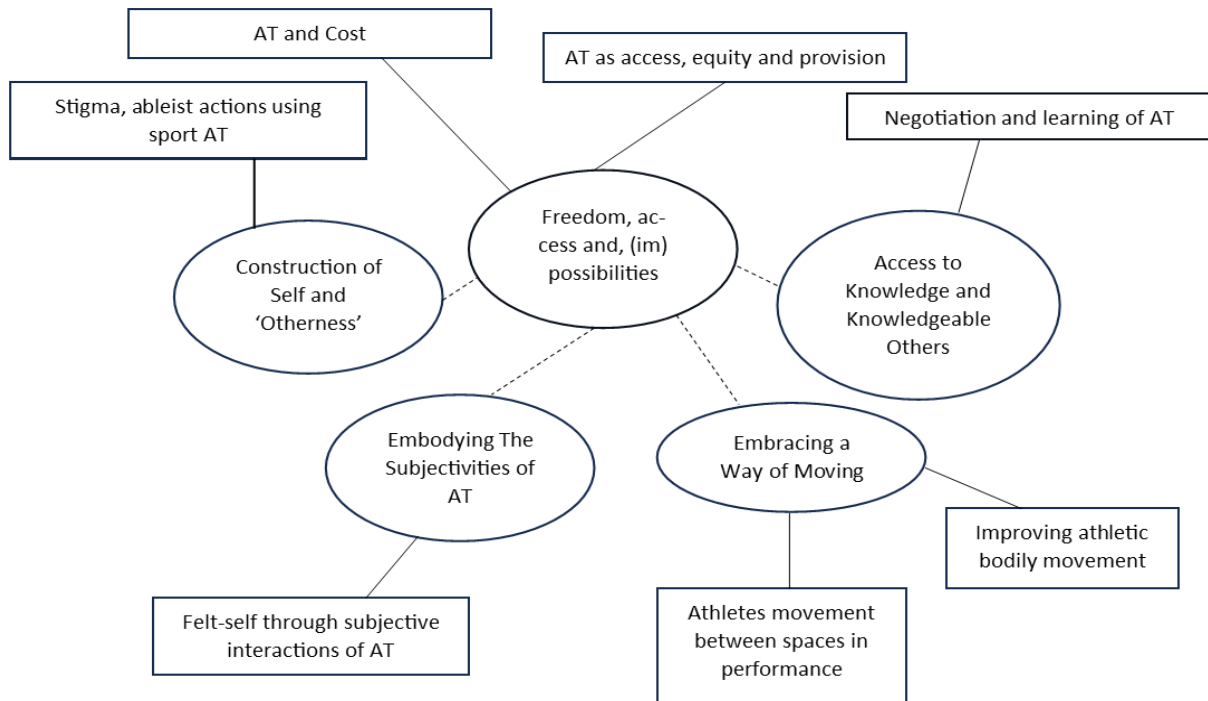 AT and Cost
AT as access, equity and provision
Stigma, ableist actions using
sport AT
Negotiation and learning of AT
Freedom, ac-
cess and, (im)
possibilities
Construction of
Self and
‘Otherness’
Access to
Knowledge and
Knowledgeable
Others
Embodying The
Subjectivities of
AT
Embracing a
Way of Moving
Improving athletic
bodily movement
Felt-self through subjective
interactions of AT
Athletes movement
between spaces in
performance